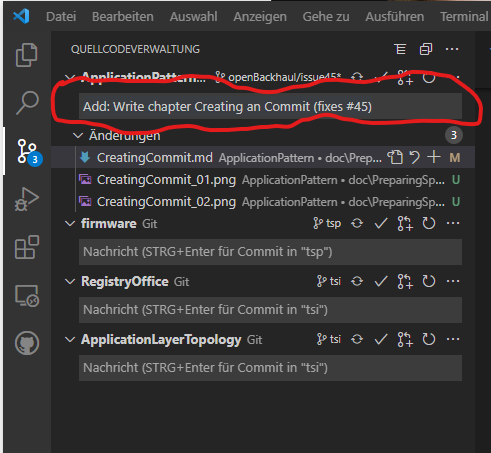 Datei Bearbeiten Auswahl Anzeigen Gehe zu Ausführen Terminal
QUELLCODEVERWALTUNG
ApplicationPattern... openBackhaul/issue45*
Add: Write chapter Creating an Commit (fixes #45)
Änderungen 3
CreatingCommit.md ApplicationPattern • doc\Prep... M
CreatingCommit_01.png ApplicationPattern • doc\PreparingSp... U
CreatingCommit_02.png ApplicationPattern • doc\PreparingSp... U
3
firmware Git tsp
Nachricht (STRG+Enter für Commit in "tsp")
RegistryOffice Git tsi
Nachricht (STRG+Enter für Commit in "tsi")
ApplicationLayerTopology Git tsi
Nachricht (STRG+Enter für Commit in "tsi")